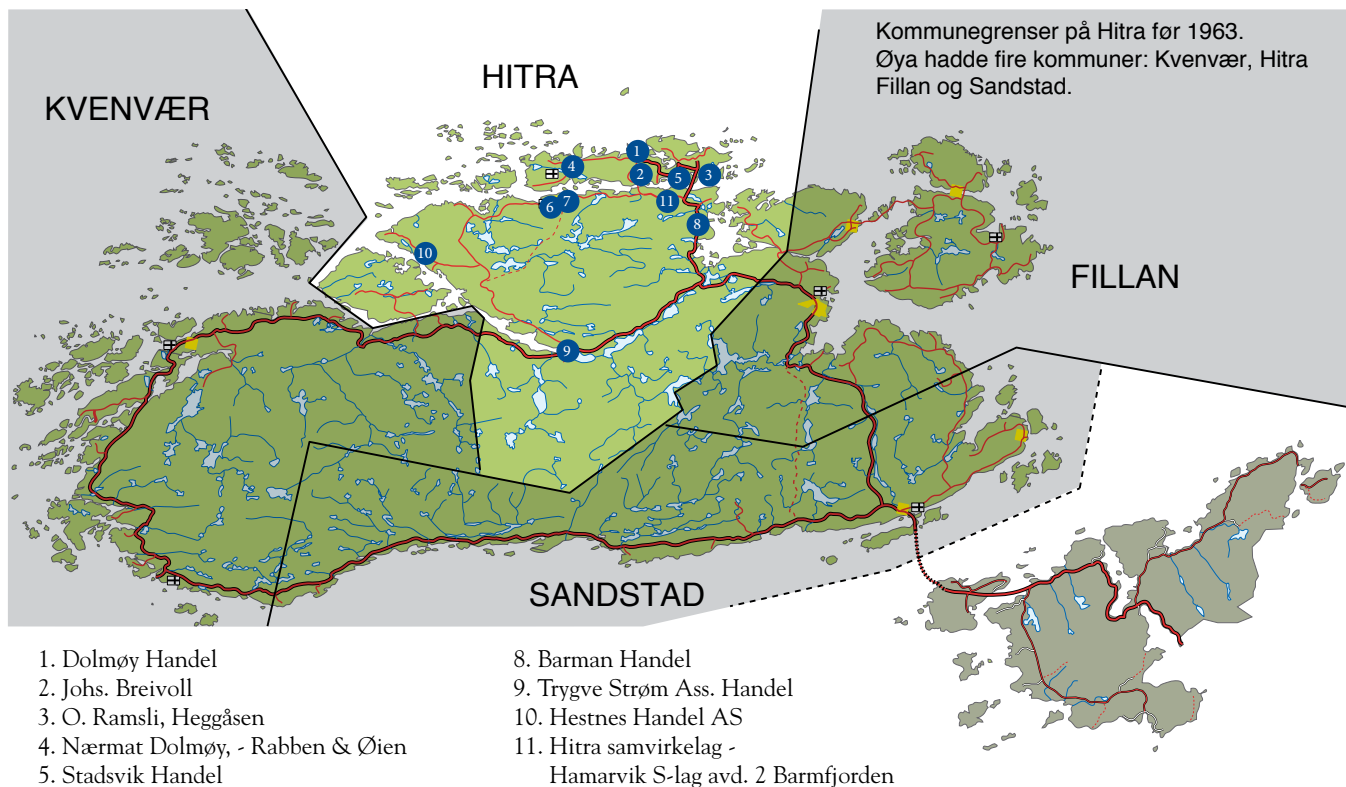 Kommunegrenser på Hitra før 1963.
Øya hadde fire kommuner: Kvenvær, Hitra
Fillan og Sandstad.
HITRA
KVENVÆR
FILLAN
SANDSTAD
1
2
3
4
5
6
7
8
9
10
11
1. Dolmøy Handel
2. Johs. Breivoll
3. O. Ramsli, Heggåsen
4. Nærmat Dolmøy, - Rabben & Øien
5. Stadsvik Handel
8. Barman Handel
9. Trygve Strøm Ass. Handel
10. Hestnes Handel AS
11. Hitra samvirkelag -
Hamarvik S-lag avd. 2 Barmfjorden